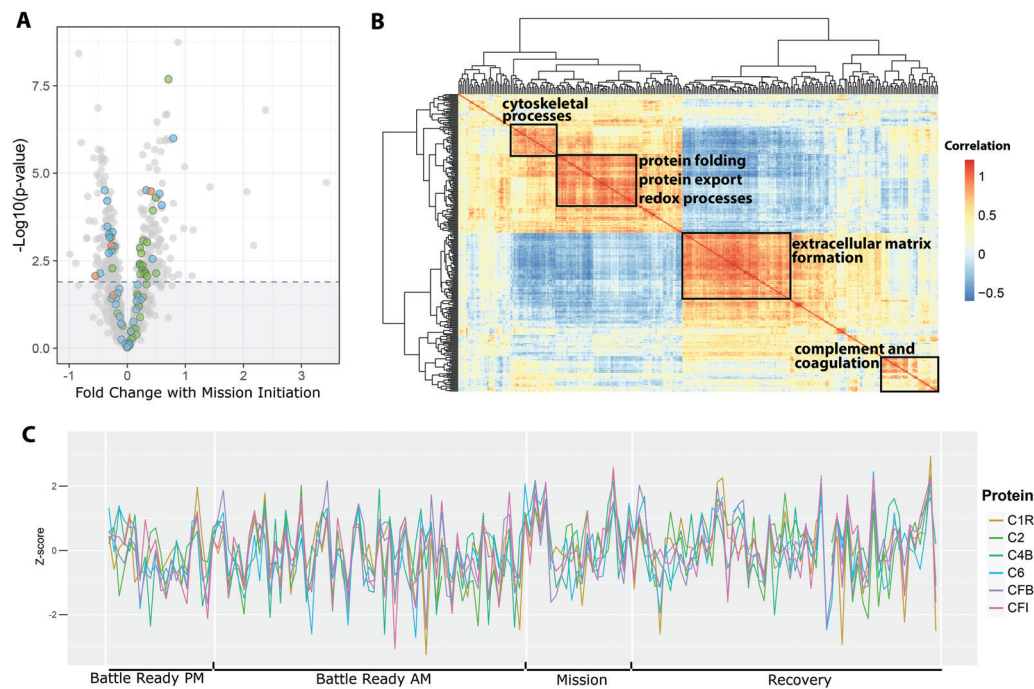 A
7.5
5.0
2.5
0.0
-Log10(p-value)
-1
0
1
2
3
Fold Change with Mission Initiation
B
cytoskeletal
processes
protein folding
protein export
redox processes
extracellular matrix
formation
complement and
coagulation
Correlation
1
0.5
0
−0.5
C
Z-score
2
0
-2
Battle Ready PM
Battle Ready AM
Mission
Recovery
Protein
C1R
C2
C4B
C6
CFB
CFI